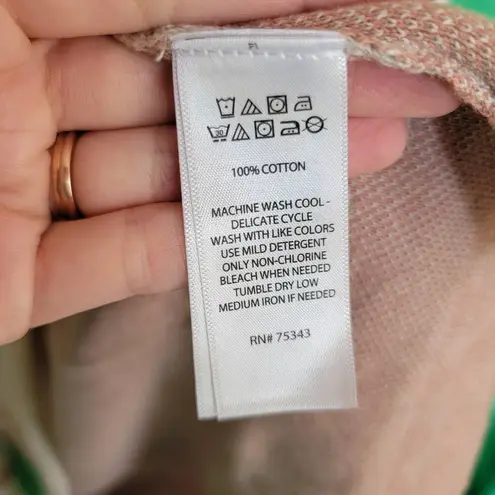 30
100% COTTON
MACHINE WASH COOL -
DELICATE CYCLE
WASH WITH LIKE COLORS
USE MILD DETERGENT
ONLY NON-CHLORINE
BLEACH WHEN NEEDED
TUMBLE DRY LOW
MEDIUM IRON IF NEEDED
RN# 75343